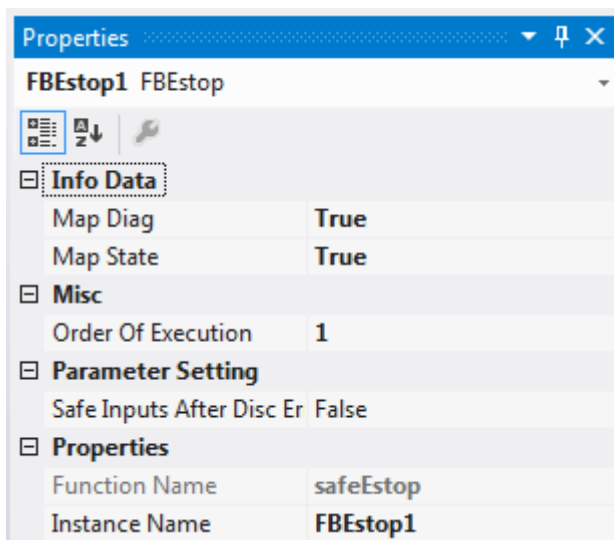 Properties
FBEstop1 FBEstop
Info Data
Map Diag True
Map State True
Misc
Order Of Execution 1
Parameter Setting
Safe Inputs After Disc Er False
Properties
Function Name safeEstop
Instance Name FBEstop1